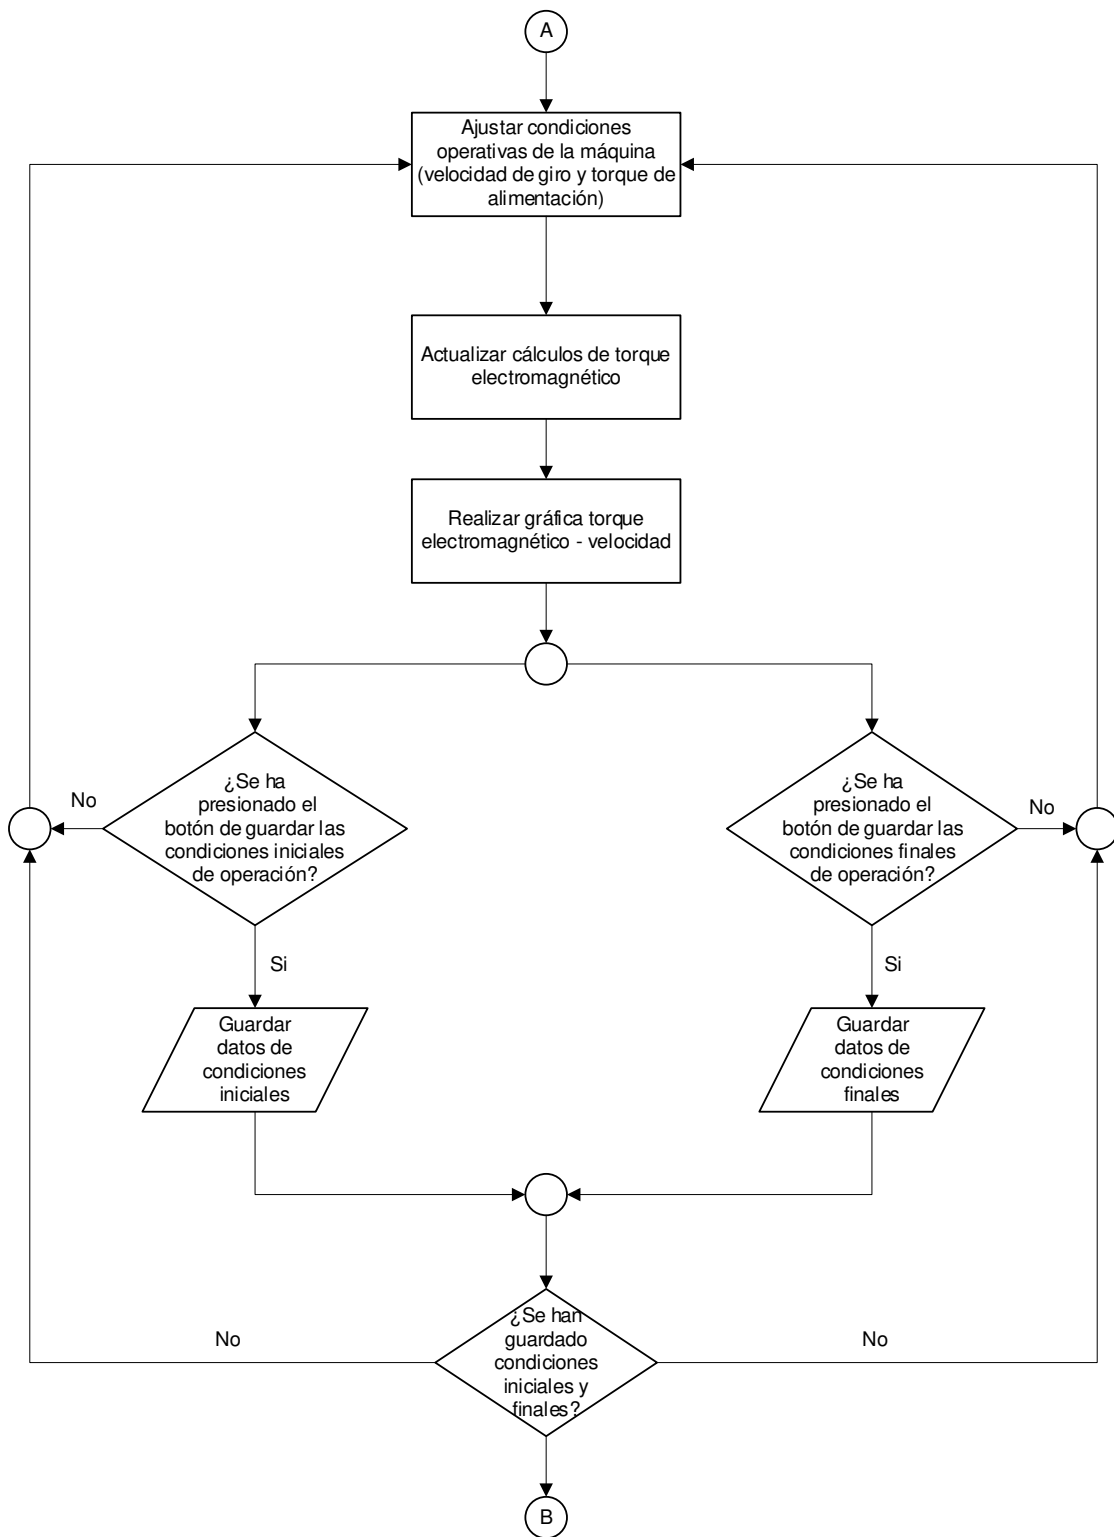 A
Ajustar condiciones
operativas de la máquina
(velocidad de giro y torque de
alimentación)
Actualizar cálculos de torque
electromagnético
Realizar gráfica torque
electromagnético - velocidad
¿Se ha
presionado el
botón de guardar las
condiciones iniciales
de operación?
No
¿Se ha
presionado el
botón de guardar las
condiciones finales
de operación?
No
Si
Si
Guardar
datos de
condiciones
iniciales
Guardar
datos de
condiciones
finales
¿Se han
guardado
condiciones
iniciales y
finales?
No
No
B